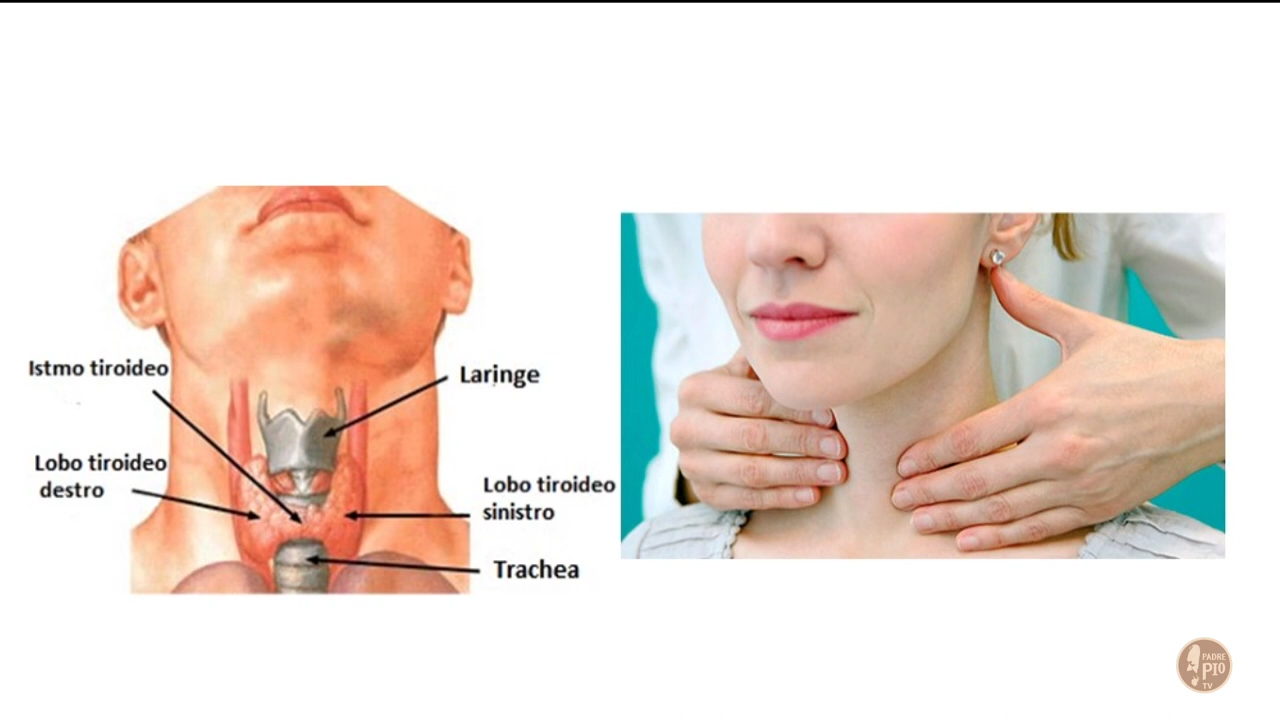 Istmo tiroideo
Laringe
Lobo tiroideo
destro
Lobo tiroideo
sinistro
Trachea
PADRE
PIO
TV